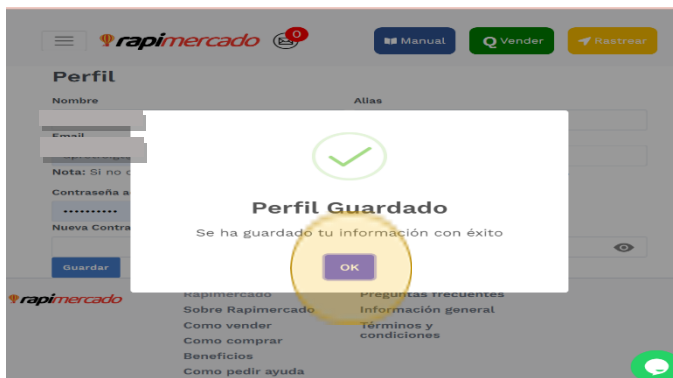 rapimercado
0
Manual
Vender
Rastrear
Perfil
Nombre
Alias
Email
Nota: Si no
Contraseña a
Nueva Contra
Guardar
Perfil Guardado
Se ha guardado tu información con éxito
OK
rapimercado
Rapimercado
Preguntas frecuentes
Sobre Rapimercado
Información general
Como vender
Términos y
condiciones
Como comprar
Beneficios
Como pedir ayuda